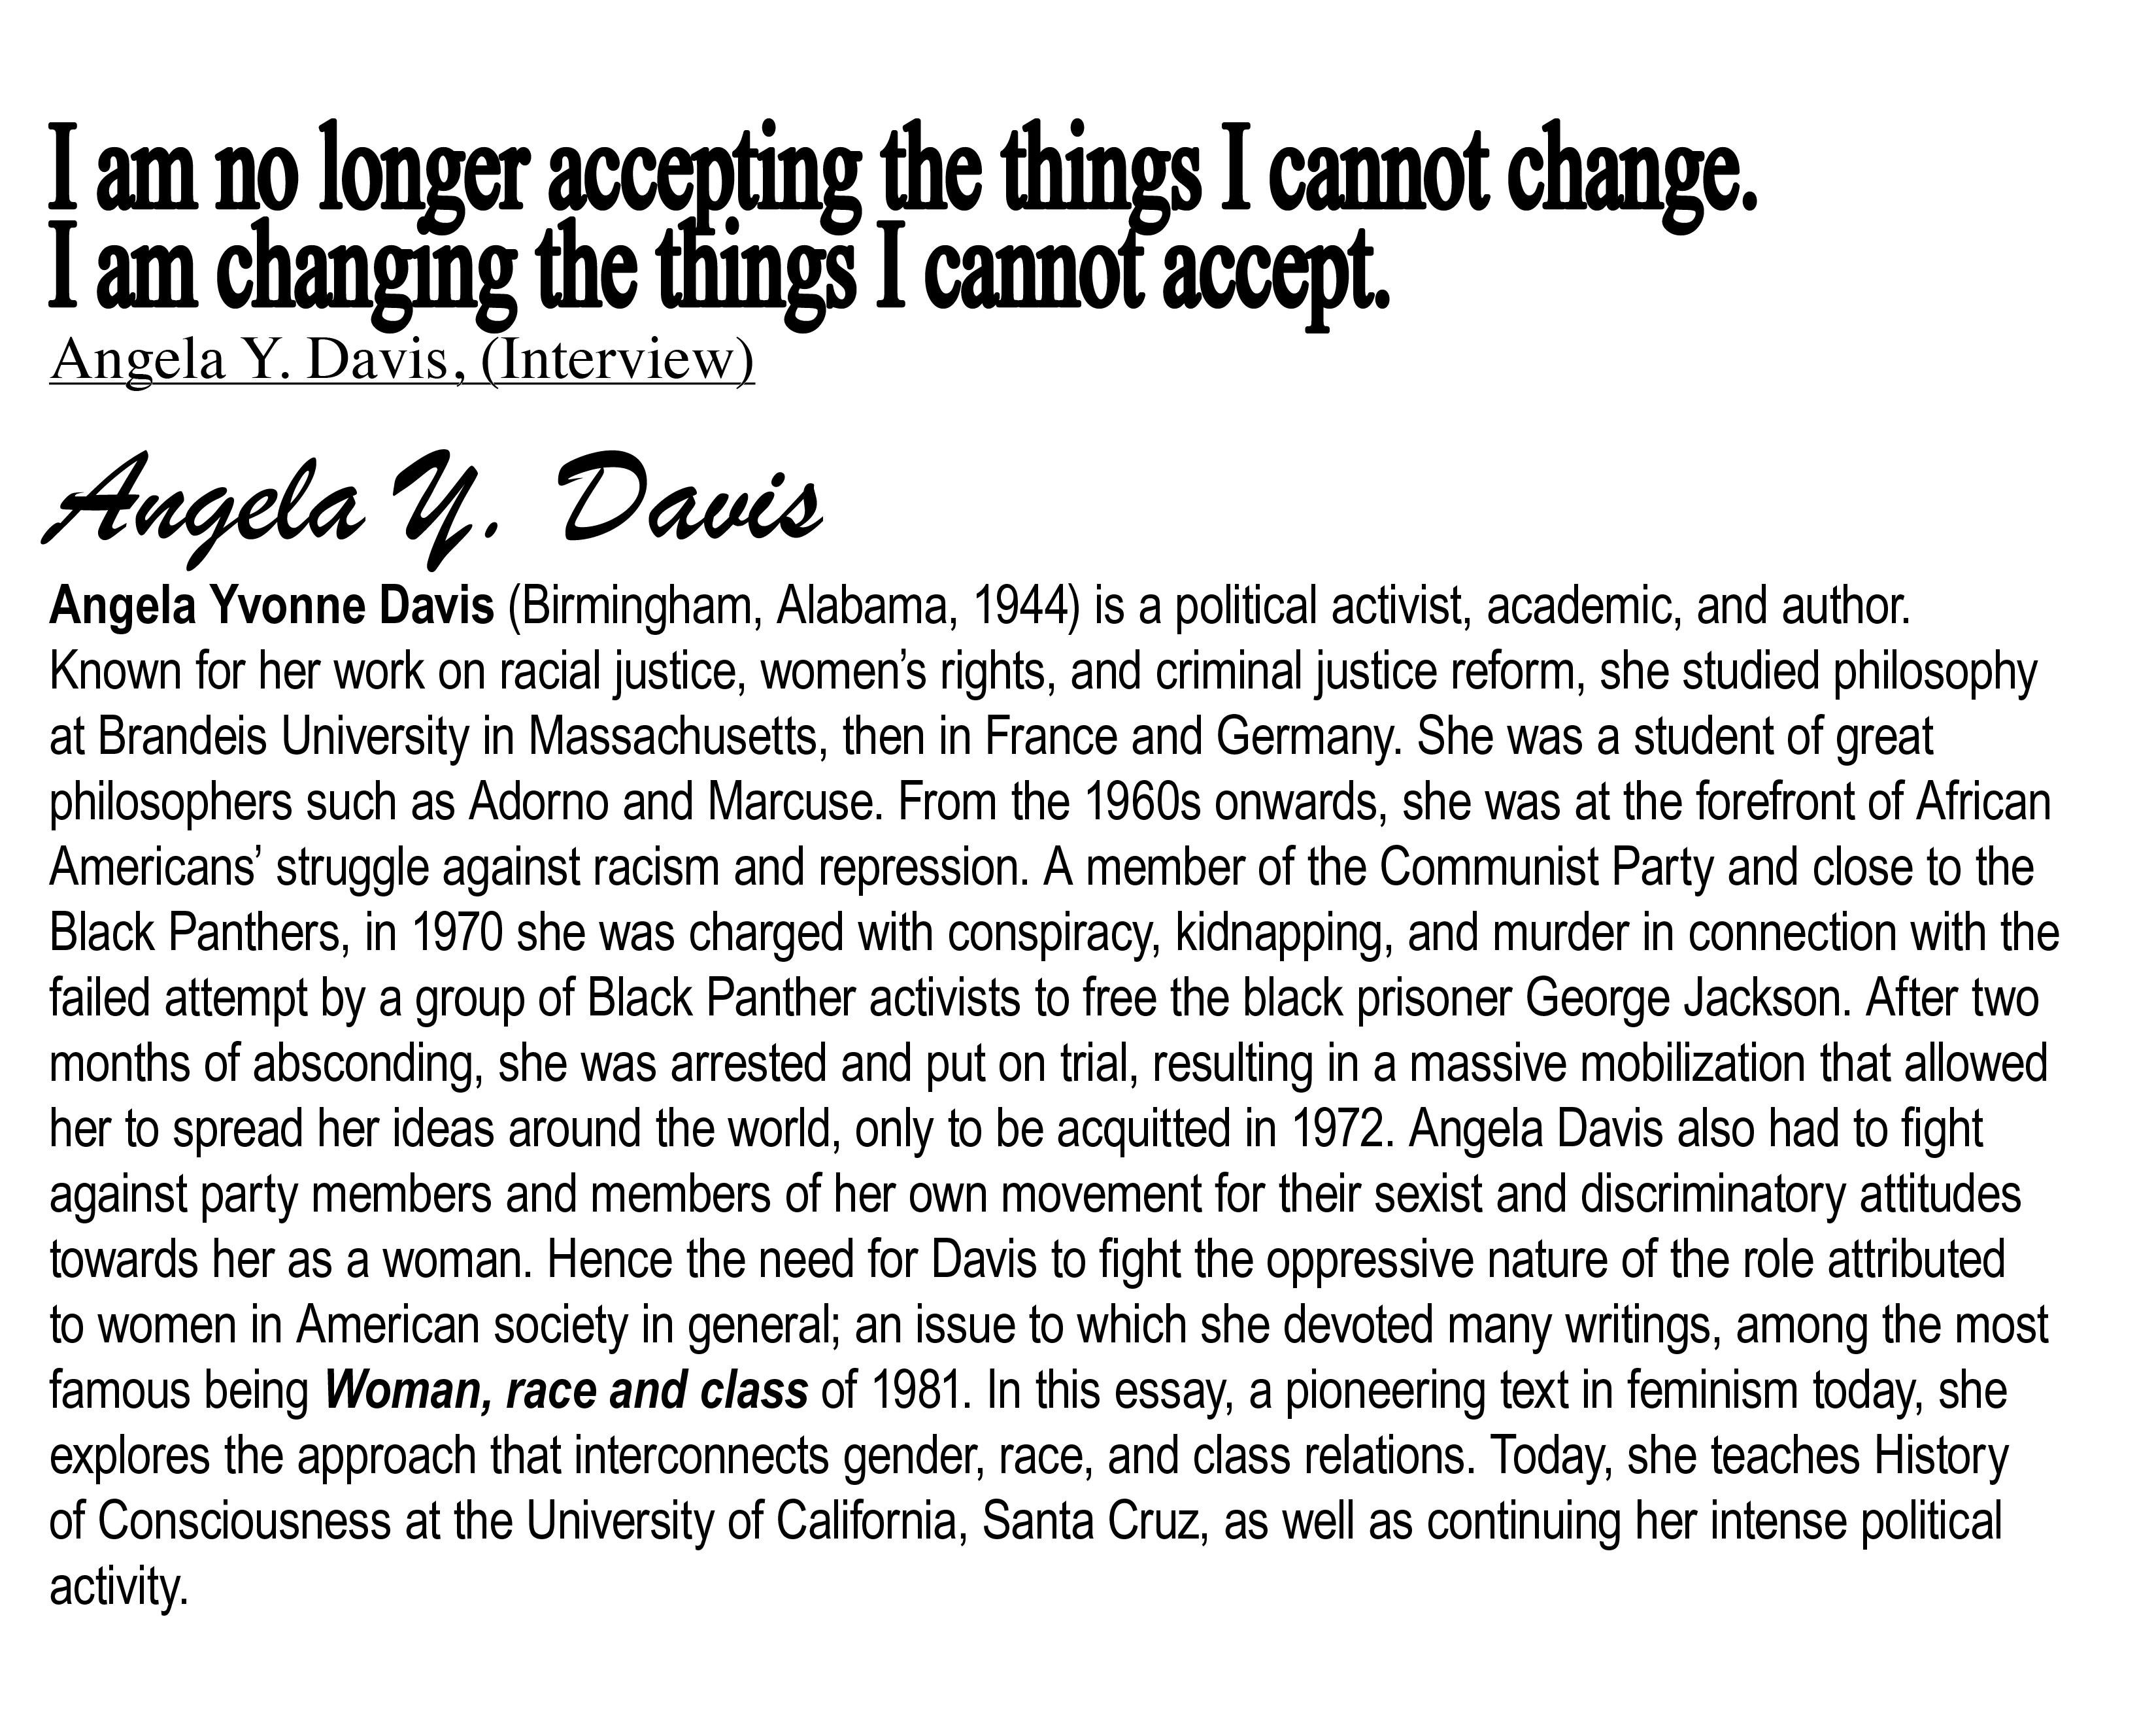 I am no longer accepting the things I cannot change.
I am changing the things I cannot accept.
Angela Y. Davis, (Interview)
Angela Y. Davis
Angela Yvonne Davis (Birmingham, Alabama, 1944) is a political activist, academic, and author.
Known for her work on racial justice, women’s rights, and criminal justice reform, she studied philosophy
at Brandeis University in Massachusetts, then in France and Germany. She was a student of great
philosophers such as Adorno and Marcuse. From the 1960s onwards, she was at the forefront of African
Americans’ struggle against racism and repression. A member of the Communist Party and close to the
Black Panthers, in 1970 she was charged with conspiracy, kidnapping, and murder in connection with the
failed attempt by a group of Black Panther activists to free the black prisoner George Jackson. After two
months of absconding, she was arrested and put on trial, resulting in a massive mobilization that allowed
her to spread her ideas around the world, only to be acquitted in 1972. Angela Davis also had to fight
against party members and members of her own movement for their sexist and discriminatory attitudes
towards her as a woman. Hence the need for Davis to fight the oppressive nature of the role attributed
to women in American society in general; an issue to which she devoted many writings, among the most
famous being Woman, race and class of 1981. In this essay, a pioneering text in feminism today, she
explores the approach that interconnects gender, race, and class relations. Today, she teaches History
of Consciousness at the University of California, Santa Cruz, as well as continuing her intense political
activity.